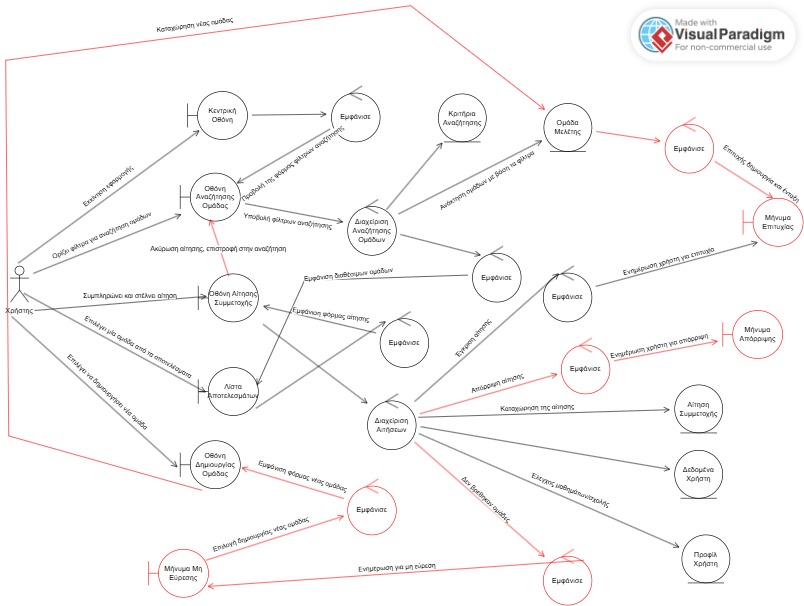 Καταχώρηση νέας ομάδας
Made with
VisualParadigm
For non-commercial use
Κεντρική
Οθόνη
Εμφάνισε
Κριτήρια
Αναζήτησης
Ομάδα
Μελέτης
Εμφάνισε
Επιτυχής δημιουργία και ένταξη
Εκκίνηση εφαρμογής
Προβολή της φόρμας φίλτρων αναζήτησης
Ανάκτηση ομάδων με βάση τα φίλτρα
Οθόνη
Αναζήτησης
Ομάδας
Υποβολή φίλτρων αναζήτησης
Διαχείριση
Αναζήτησης
Ομάδων
Μήνυμα
Επιτυχίας
Ορίζω φίλτρα για αναζήτηση ομάδων
Ακύρωση αίτησης, επιστροφή στην αναζήτηση
Εμφάνιση διαθέσιμων ομάδων
Εμφάνισε
Ενημέρωση χρήστη για επιτυχία
Εμφάνισε
Χρήστης
Συμπληρώνει και στέλνει αίτηση
Οθόνη Αίτησης
Συμμετοχής
Εμφάνιση φόρμας αίτησης
Εμφάνισε
Έγκριση αίτησης
Μήνυμα
Απόρριψης
Ενημέρωση χρήστη για απόρριψη
Εμφάνισε
Απόρριψη αίτησης
Επιλέγει μία ομάδα από τα αποτελέσματα
Λίστα
Αποτελεσμάτων
Επιλέγει να δημιουργήσει νέα ομάδα
Διαχείριση
Αιτήσεων
Καταχώρηση της αίτησης
Αίτηση
Συμμετοχής
Οθόνη
Δημιουργίας
Ομάδας
Εμφάνιση φόρμας νέας ομάδας
Δεδομένα
Χρήστη
Έλεγχος μαθημάτων/σχολής
Δεν βρέθηκαν ομάδες
Εμφάνισε
Επιλογή δημιουργίας νέας ομάδας
Προφίλ
Χρήστη
Μήνυμα Μη
Εύρεσης
Ενημέρωση για μη εύρεση
Εμφάνισε